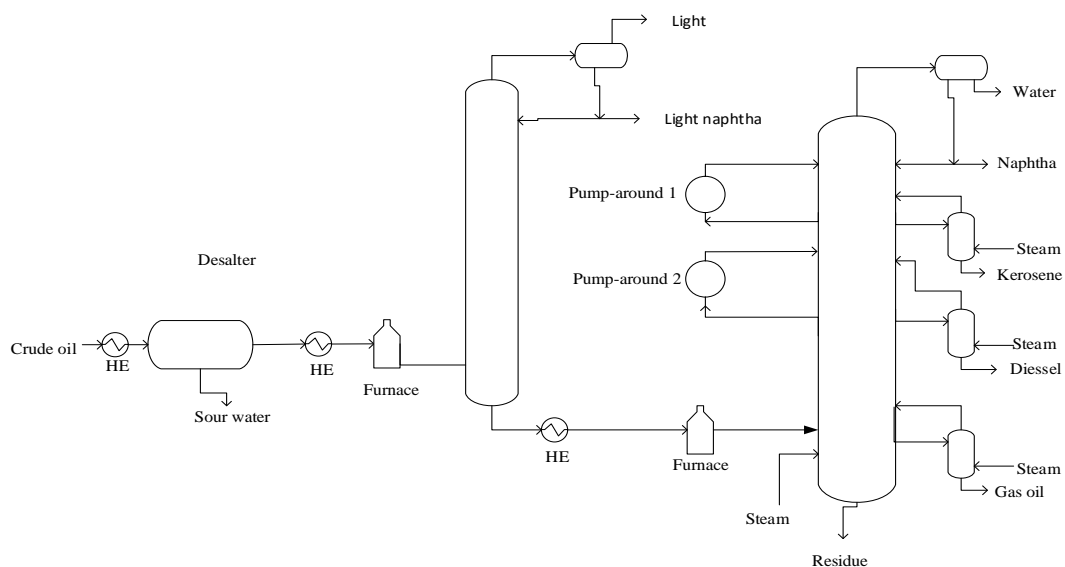 Light
Water
Light naphtha
Naphtha
Pump-around 1
Steam
Kerosene
Desalter
Pump-around 2
Crude oil
HE
HE
Steam
Diessel
Furnace
Sour water
HE
Furnace
Steam
Gas oil
Steam
Residue